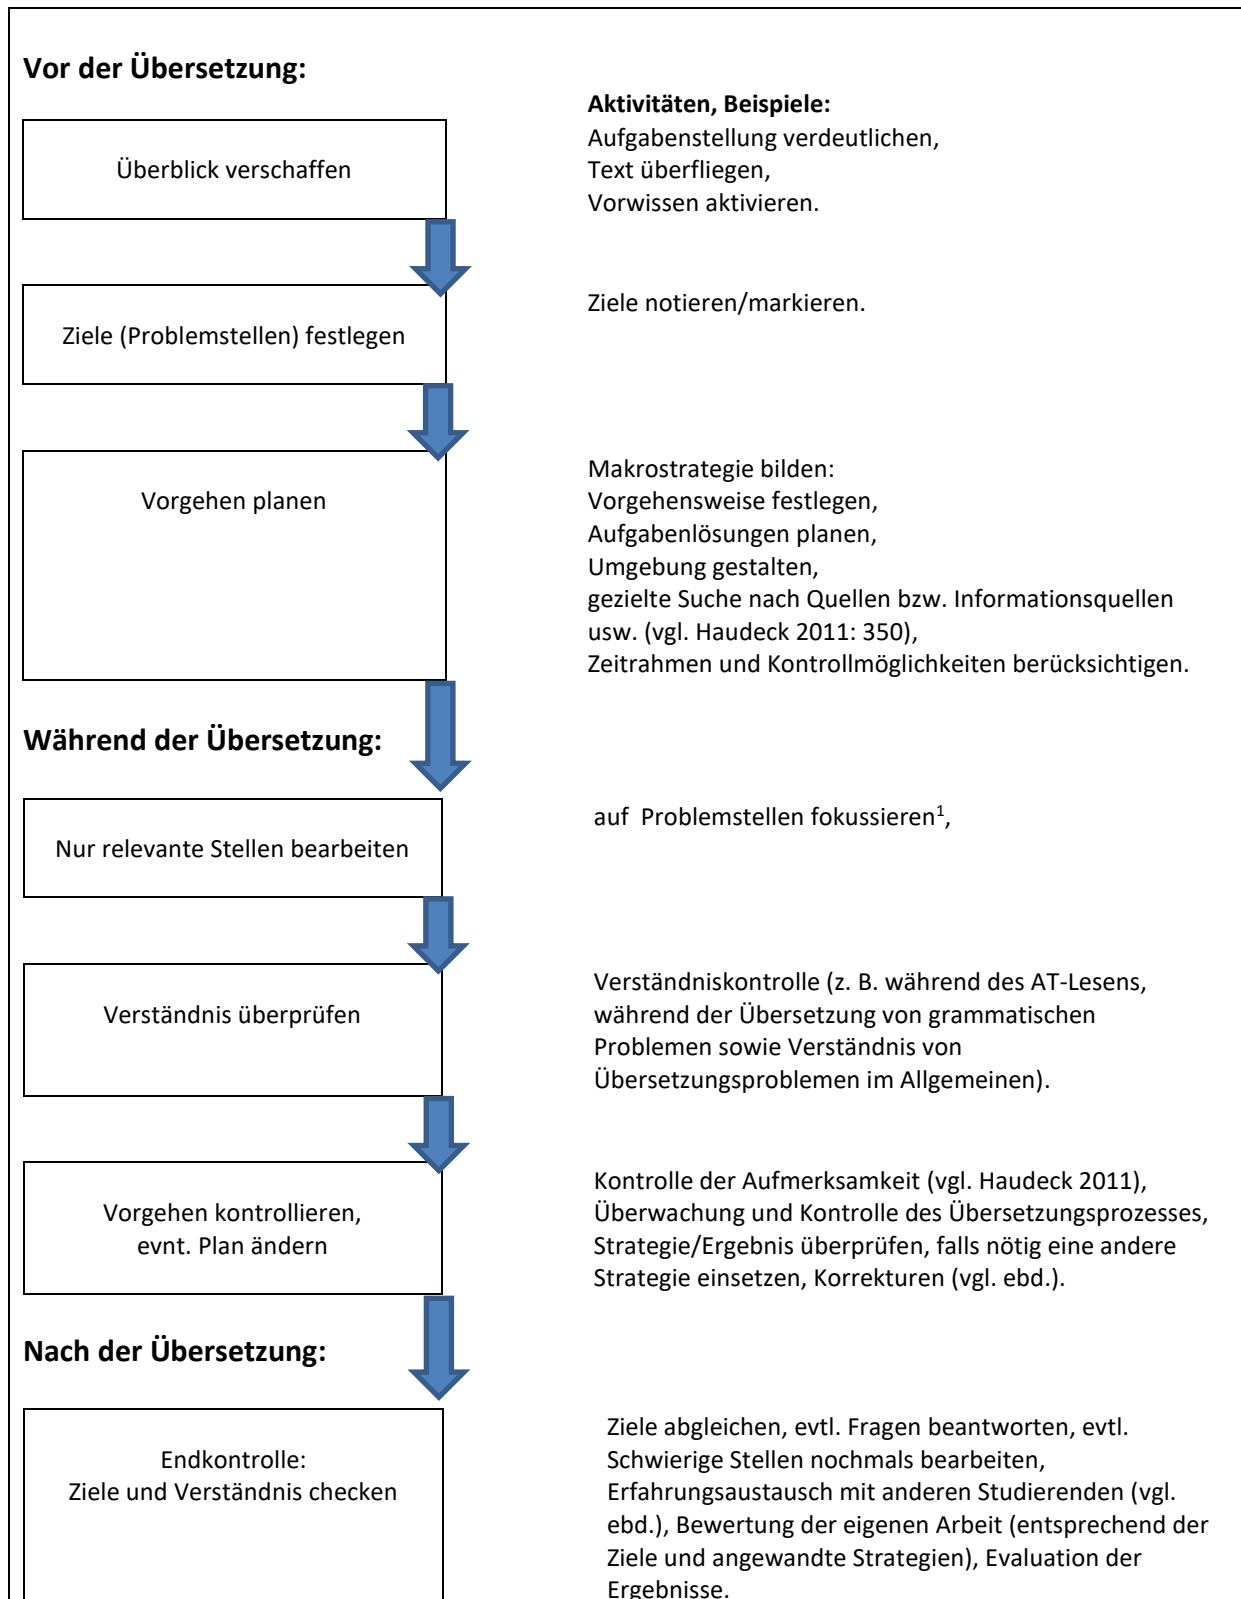 Vor der Übersetzung:
Aktivitäten, Beispiele:
Überblick verschaffen
Aufgabenstellung verdeutlichen,
Text überfliegen,
Vorwissen aktivieren.
Ziele (Problemstellen) festlegen
Ziele notieren/markieren.
Vorgehen planen
Makrostrategie bilden:
Vorgehensweise festlegen,
Aufgabenlösungen planen,
Umgebung gestalten,
gezielte Suche nach Quellen bzw. Informationsquellen
usw. (vgl. Haudeck 2011: 350),
Zeitrahmen und Kontrollmöglichkeiten berücksichtigen.
Während der Übersetzung:
Nur relevante Stellen bearbeiten
auf Problemstellen fokussieren¹,
Verständnis überprüfen
Verständniskontrolle (z. B. während des AT-Lesens,
während der Übersetzung von grammatischen
Problemen sowie Verständnis von
Übersetzungsproblemen im Allgemeinen).
Vorgehen kontrollieren,
evnt. Plan ändern
Kontrolle der Aufmerksamkeit (vgl. Haudeck 2011),
Überwachung und Kontrolle des Übersetzungsprozesses,
Strategie/Ergebnis überprüfen, falls nötig eine andere
Strategie einsetzen, Korrekturen (vgl. ebd.).
Nach der Übersetzung:
Endkontrolle:
Ziele und Verständnis checken
Ziele abgleichen, evtl. Fragen beantworten, evtl.
Schwierige Stellen nochmals bearbeiten,
Erfahrungsaustausch mit anderen Studierenden (vgl.
ebd.), Bewertung der eigenen Arbeit (entsprechend der
Ziele und angewandte Strategien), Evaluation der
Ergebnisse.